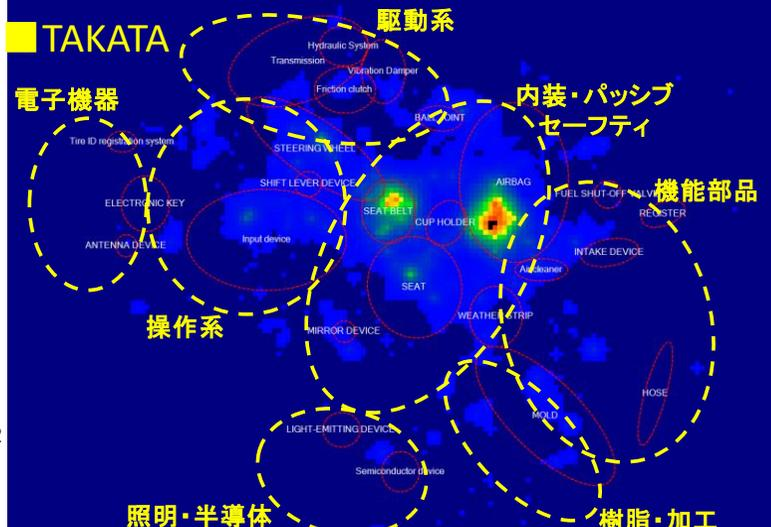 TAKATA
駆動系
Hydraulic System
Transmission
Vibration Damper
Friction clutch
電子機器
内装・パッシブ
セーフティ
BALL JOINT
Tire ID registration system
STEERING WHEEL
SHIFT LEVER DEVICE
AIRBAG
FUEL SHUT-OFF VALVE
機能部品
ELECTRONIC KEY
SEAT BELT
CUP HOLDER
REGISTER
ANTENNA DEVICE
Input device
INTAKE DEVICE
Air cleaner
SEAT
WEATHER STRIP
操作系
MIRROR DEVICE
HOSE
MOLD
LIGHT-EMITTING DEVICE
Semiconductor device
照明・半導体
樹脂・加工